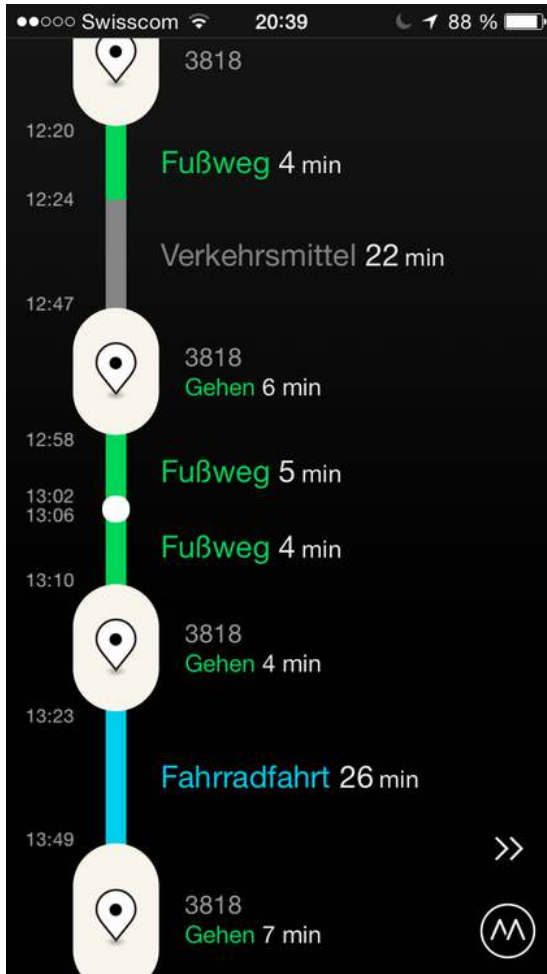 Swisscom 20:39 88 %
3818
12:20
Fußweg 4 min
12:24
Verkehrsmittel 22 min
12:47
3818
Gehen 6 min
12:58
Fußweg 5 min
13:02
13:06
Fußweg 4 min
13:10
3818
Gehen 4 min
13:23
Fahrradfahrt 26 min
13:49
3818
Gehen 7 min